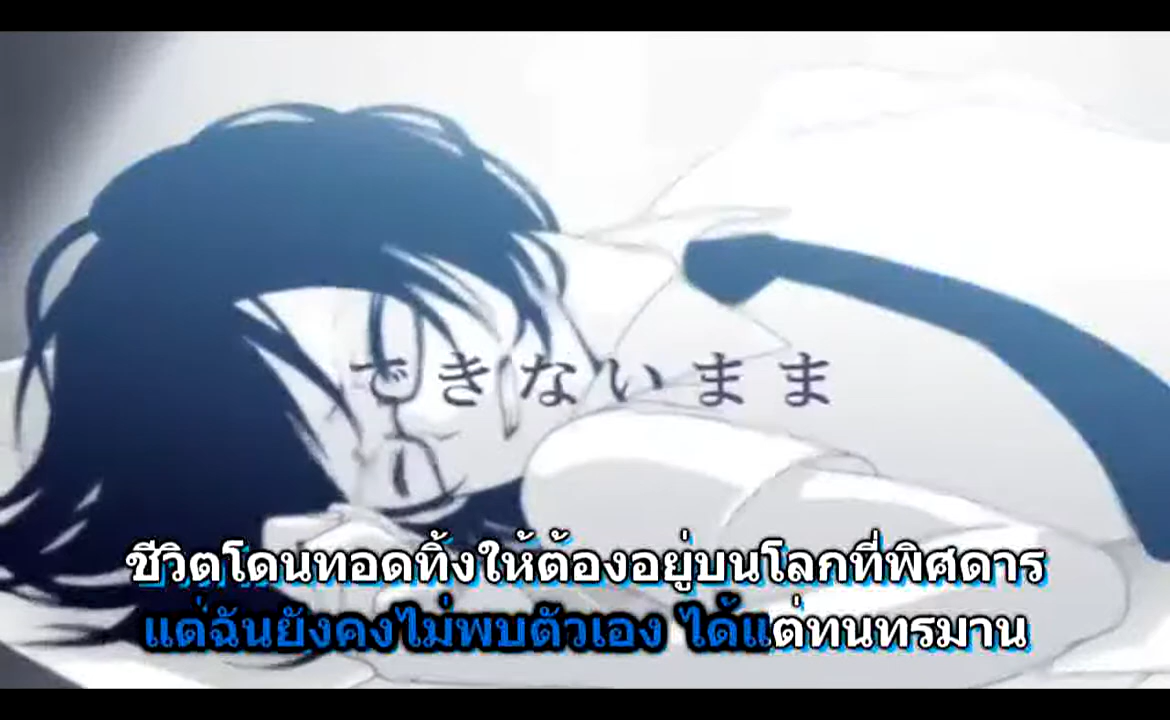 できないまま
ชีวิตโดนทอดทิ้งให้ต้องอยู่บนโลกที่พิศดาร
แต่ฉันยังคงไม่พบตัวเอง ได้แต่ทนทรมาน